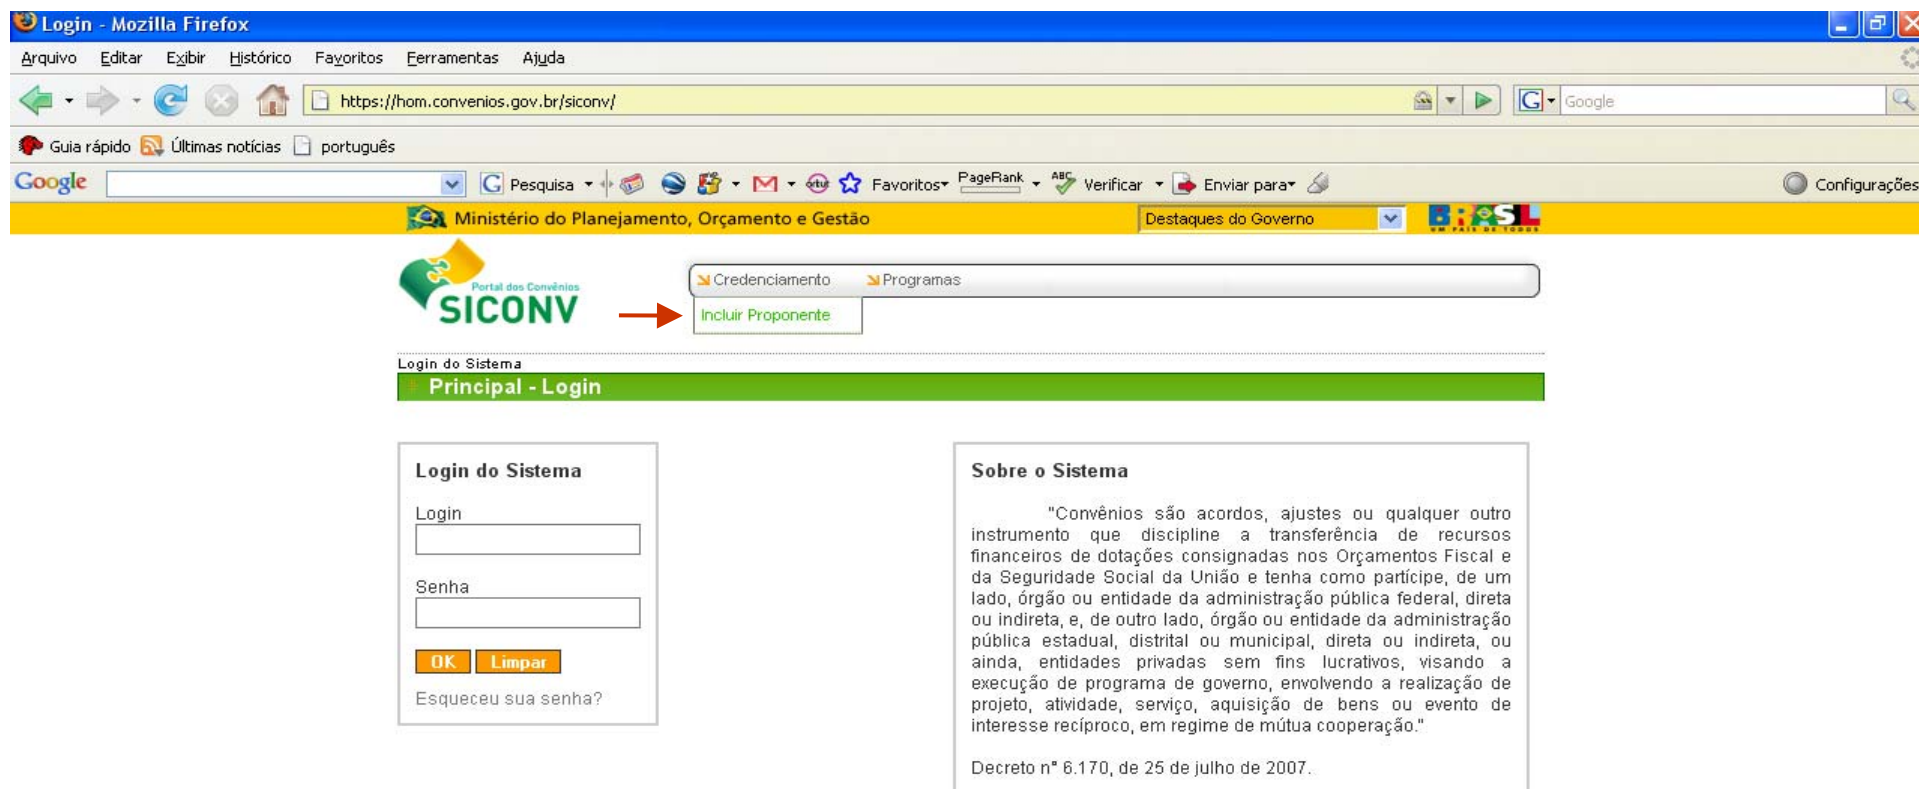 Login - Mozilla Firefox
Arquivo Editar Exibir Histórico Favoritos Ferramentas Ajuda
https://hom.convenios.gov.br/siconv/
G Google
Guia rápido Últimas notícias português
Google G Pesquisa Favoritos PageRank ABC Verificar Enviar para Configurações
Ministério do Planejamento, Orçamento e Gestão Destaques do Governo BRASIL
UM PAÍS DE TODOS
Portal dos Convênios
SICONV
Credenciamento Programas
Incluir Proponente
Login do Sistema
Principal - Login
Login do Sistema
Login
Senha
OK Limpar
Esqueceu sua senha?
Sobre o Sistema
"Convênios são acordos, ajustes ou qualquer outro
instrumento que discipline a transferência de recursos
financeiros de dotações consignadas nos Orçamentos Fiscal e
da Seguridade Social da União e tenha como partícipe, de um
lado, órgão ou entidade da administração pública federal, direta
ou indireta, e, de outro lado, órgão ou entidade da administração
pública estadual, distrital ou municipal, direta ou indireta, ou
ainda, entidades privadas sem fins lucrativos, visando a
execução de programa de governo, envolvendo a realização de
projeto, atividade, serviço, aquisição de bens ou evento de
interesse recíproco, em regime de mútua cooperação."
Decreto n° 6.170, de 25 de julho de 2007.